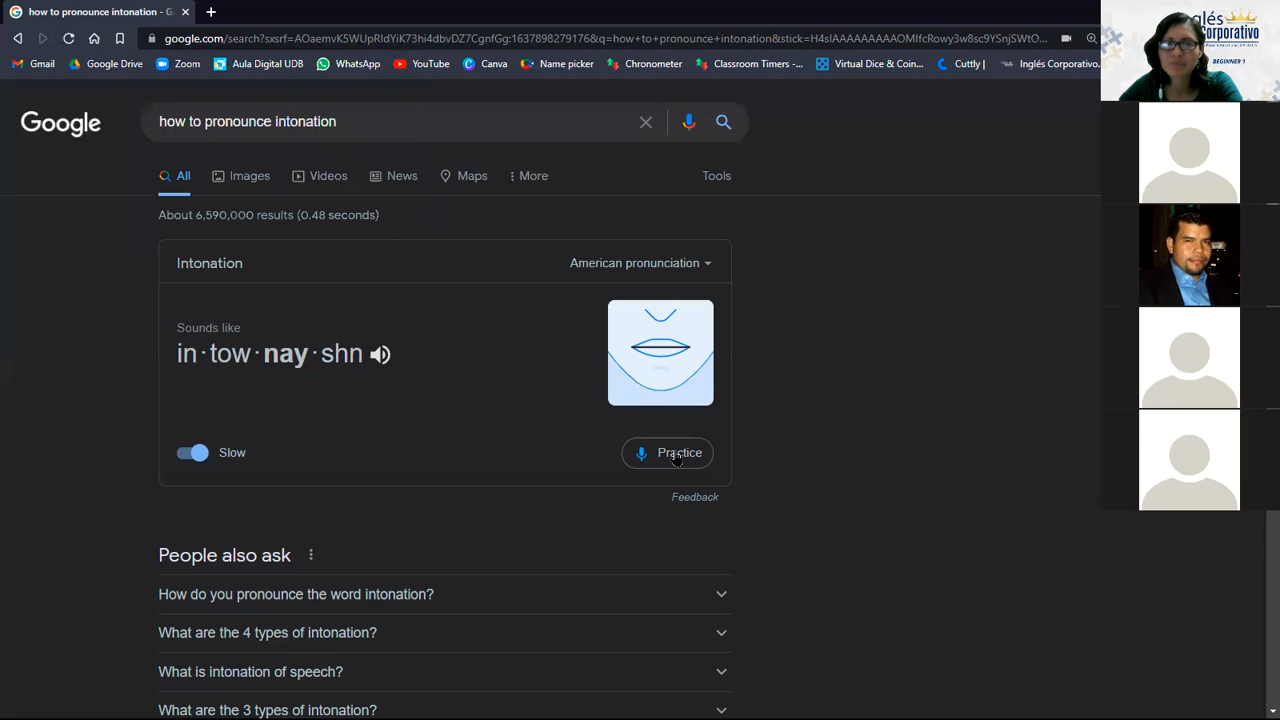 how to pronounce intonation - G
google.com/search?sxsrf=AOaemvK5WUpRIdYiK73hi4dbvDZ7CqfS1g:1637805279176&q=how+to+pronounce+intonation&stick=H4sIAAAAAAAAAOMIfcRowy3w8sc9YSnjSWtO...
Gmail
Google Drive
Zoom
Aula Digital UDB
WhatsApp
YouTube
Canva
Name picker
Chronometer
Classroom Timers -...
Virtual Dice & Coin...
Cuttly |
Inglés Corporativo.
Google
how to pronounce intonation
All
Images
Videos
News
Maps
More
Tools
About 6,590,000 results (0.48 seconds)
Intonation
American pronunciation
Sounds like
in·tow·nay·shn
Slow
Practice
Feedback
People also ask
How do you pronounce the word intonation?
What are the 4 types of intonation?
What is intonation of speech?
What are the 3 types of intonation?
BEGINNER 1